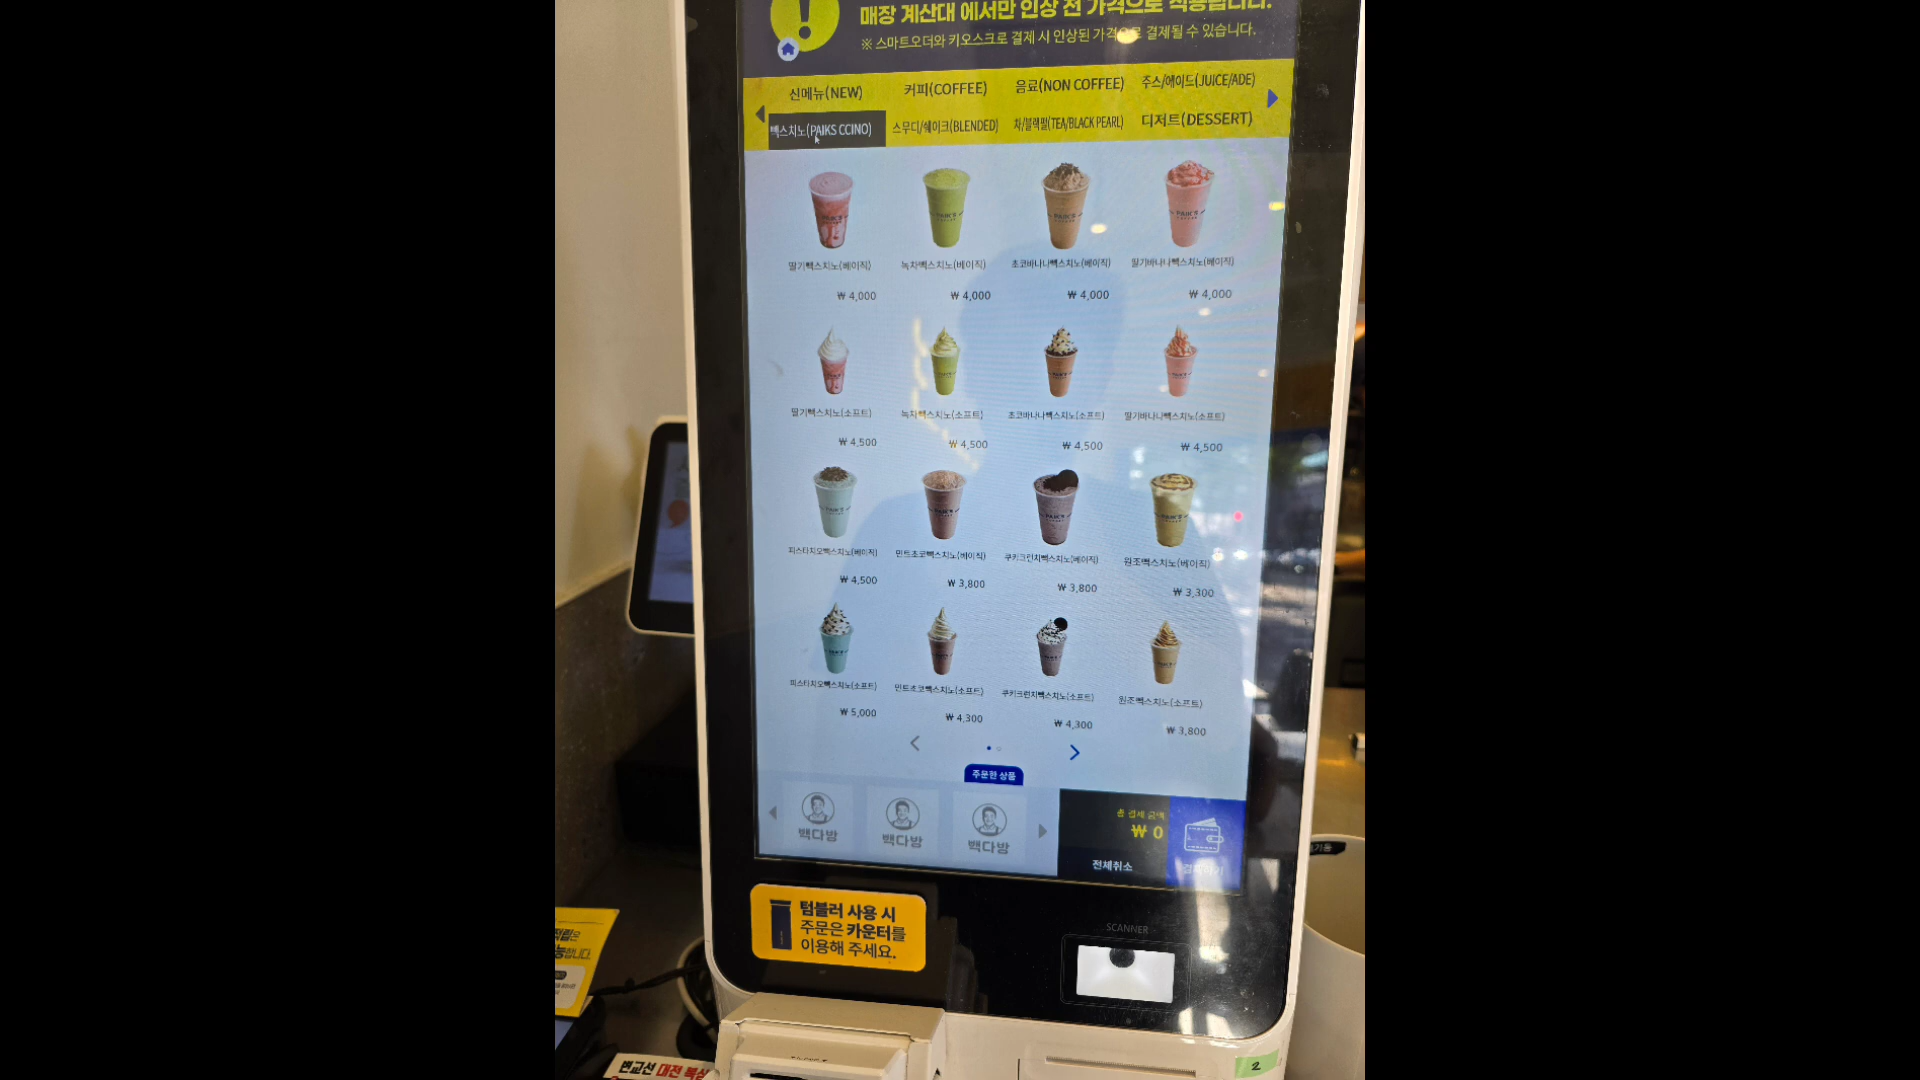 매장 계산대 에서만 인상 전 가격으로 적용됩니다.
※ 스마트오더와 키오스크로 결제 시 인상된 가격으로 결제될 수 있습니다.
신메뉴(NEW) 커피(COFFEE) 음료(NON COFFEE) 주스/에이드(JUICE/ADE)
빽스치노(PAIKS CCINO) 스무디/쉐이크(BLENDED) 차/블랙펄(TEA/BLACK PEARL) 디저트(DESSERT)
딸기빽스치노(베이직) 녹차빽스치노(베이직) 초코바나나빽스치노(베이직) 딸기바나나빽스치노(베이직)
₩ 4,000 ₩ 4,000 ₩ 4,000 ₩ 4,000
딸기빽스치노(소프트) 녹차빽스치노(소프트) 초코바나나빽스치노(소프트) 딸기바나나빽스치노(소프트)
₩ 4,500 ₩ 4,500 ₩ 4,500 ₩ 4,500
피스타치오빽스치노(베이직) 민트초코빽스치노(베이직) 쿠키크런치빽스치노(베이직) 원조빽스치노(베이직)
₩ 4,500 ₩ 3,800 ₩ 3,800 ₩ 3,300
피스타치오빽스치노(소프트) 민트초코빽스치노(소프트) 쿠키크런치빽스치노(소프트) 원조빽스치노(소프트)
₩ 5,000 ₩ 4,300 ₩ 4,300 ₩ 3,800
주문한 상품
빽다방 빽다방 빽다방
총 결제 금액
₩ 0
전체취소
결제하기
텀블러 사용 시
주문은 카운터를
이용해 주세요.
SCANNER
적립은
2